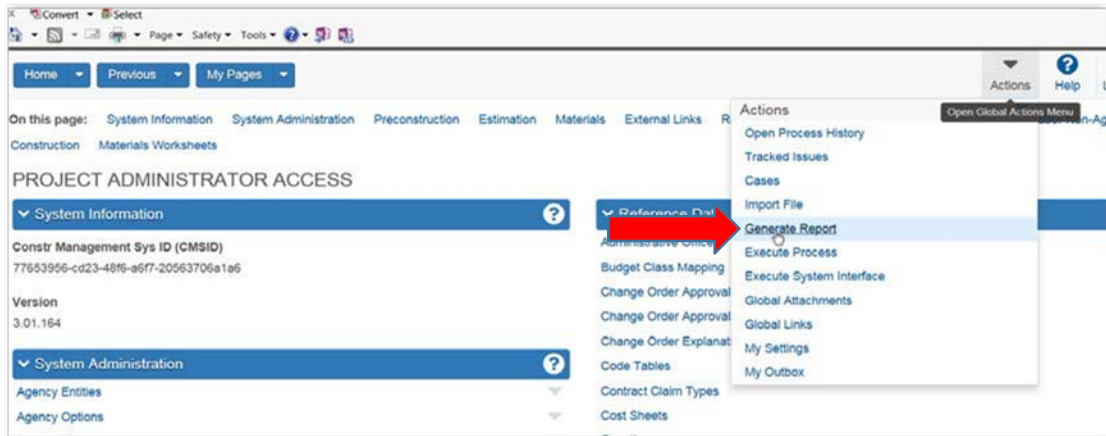 x Convert Select
Page Safety Tools
Home Previous My Pages
Actions Help
Open Global Actions Menu
On this page: System Information System Administration Preconstruction Estimation Materials External Links
Construction Materials Worksheets
PROJECT ADMINISTRATOR ACCESS
System Information
Constr Management Sys ID (CMSID)
77653956-cd23-48f6-a6f7-20563706a1a6
Version
3.01.164
System Administration
Agency Entities
Agency Options
Reference Dat
Administrative Office
Budget Class Mapping
Change Order Approval
Change Order Approval
Change Order Explanat
Code Tables
Contract Claim Types
Cost Sheets
Actions
Open Process History
Tracked Issues
Cases
Import File
Generate Report
Execute Process
Execute System Interface
Global Attachments
Global Links
My Settings
My Outbox